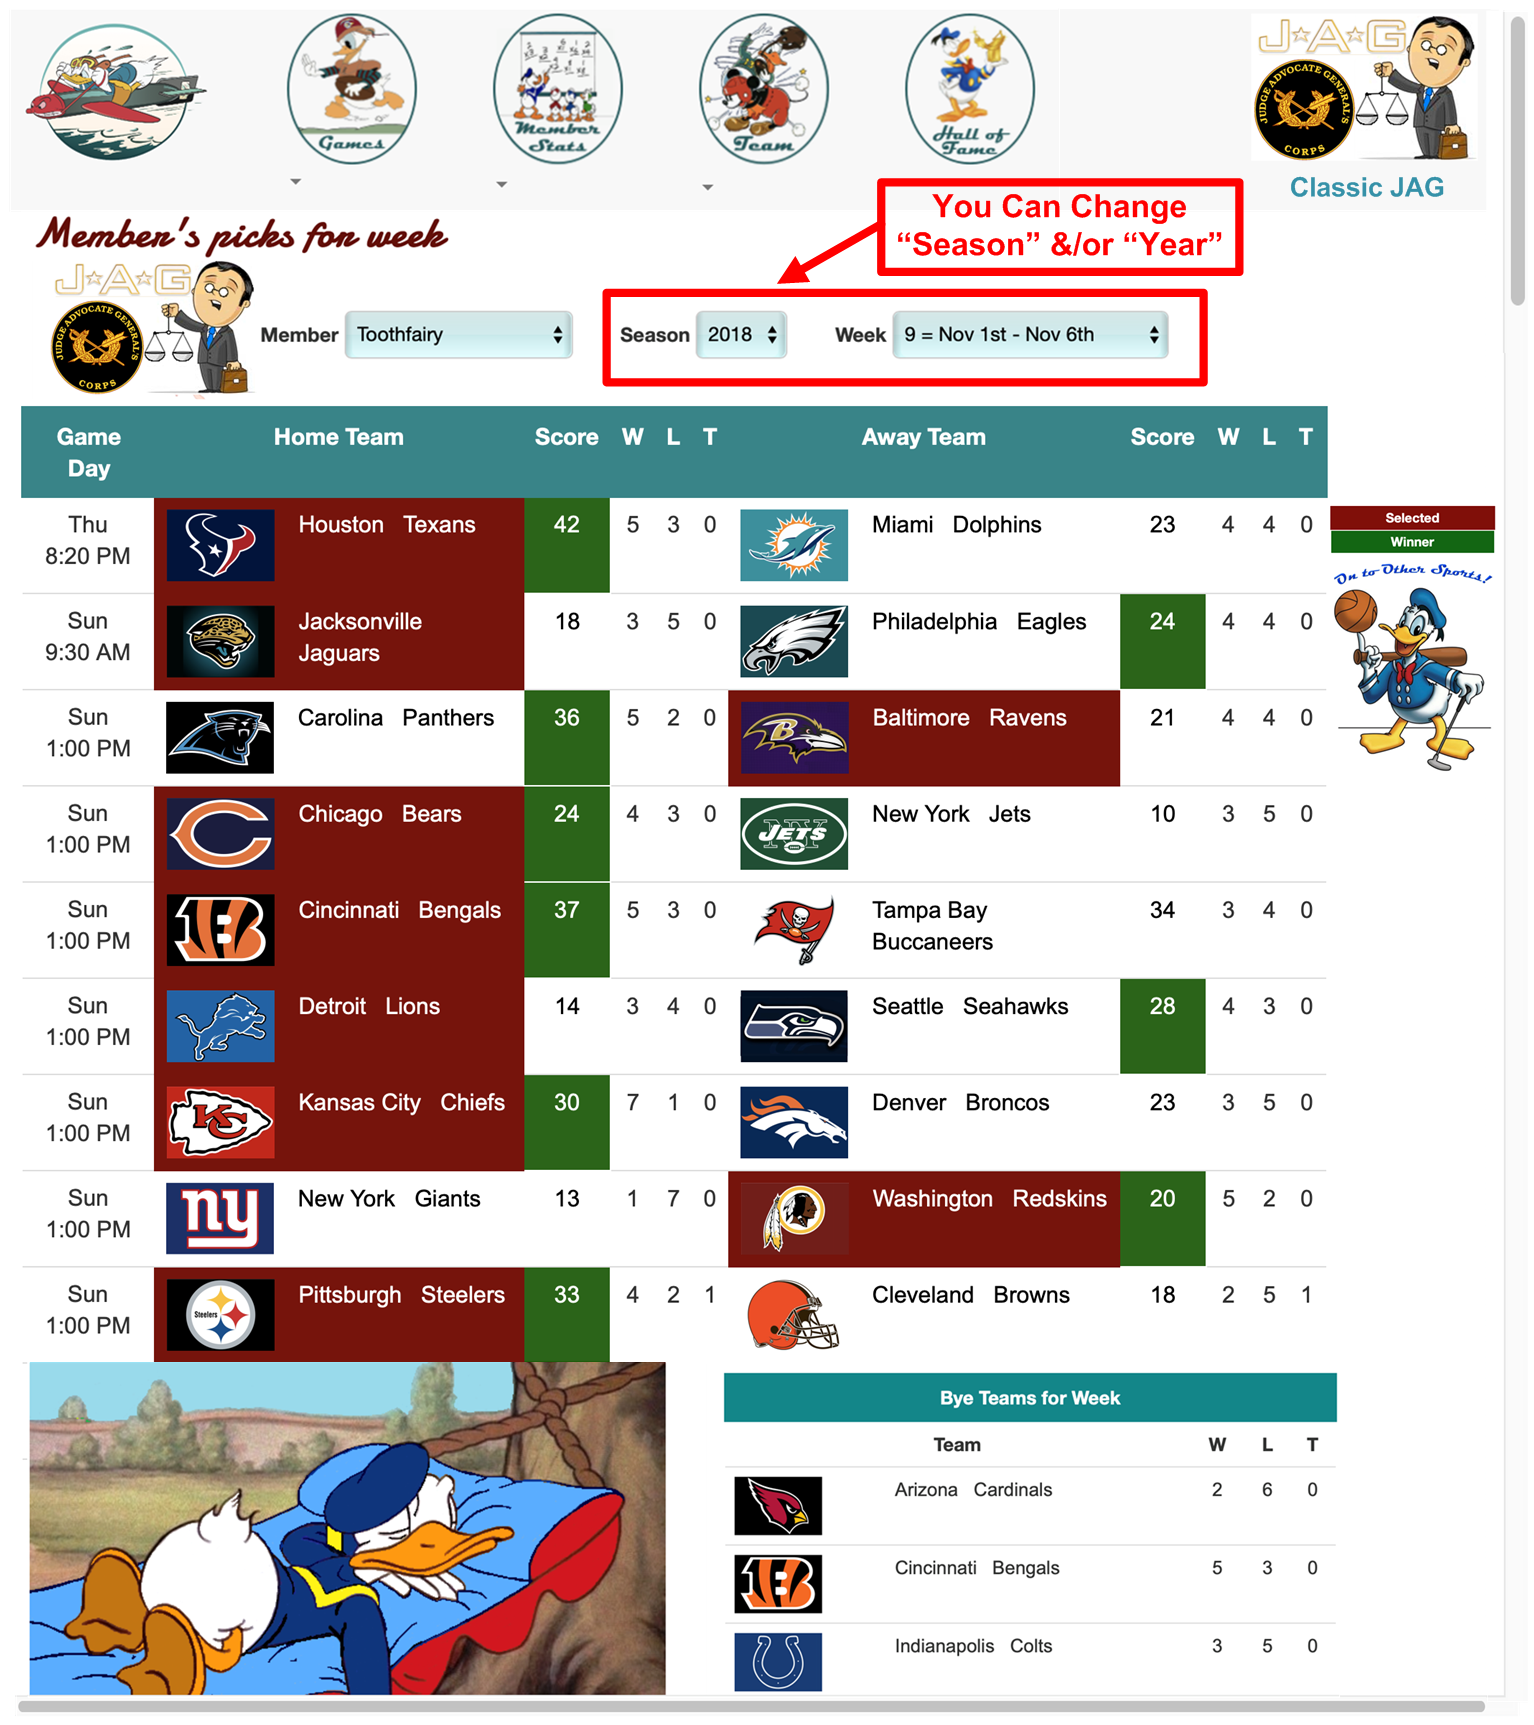 Games
Member
Stats
Team
Hall of
Fame
J★A★G
JUDGE ADVOCATE GENERAL'S
CORPS
Classic JAG
You Can Change
“Season” &/or “Year”
Member's picks for week
J★A★G
JUDGE ADVOCATE GENERAL'S
CORPS
Member Toothfairy Season 2018 Week 9 = Nov 1st - Nov 6th
Game Day Home Team Score W L T Away Team Score W L T
Thu 8:20 PM Houston Texans 42 5 3 0 Miami Dolphins 23 4 4 0
Sun 9:30 AM Jacksonville Jaguars 18 3 5 0 Philadelphia Eagles 24 4 4 0
Sun 1:00 PM Carolina Panthers 36 5 2 0 Baltimore Ravens 21 4 4 0
Sun 1:00 PM Chicago Bears 24 4 3 0 NY JETS New York Jets 10 3 5 0
Sun 1:00 PM Cincinnati Bengals 37 5 3 0 Tampa Bay Buccaneers 34 3 4 0
Sun 1:00 PM Detroit Lions 14 3 4 0 Seattle Seahawks 28 4 3 0
Sun 1:00 PM KC Kansas City Chiefs 30 7 1 0 Denver Broncos 23 3 5 0
Sun 1:00 PM ny New York Giants 13 1 7 0 Washington Redskins 20 5 2 0
Sun 1:00 PM Steelers Pittsburgh Steelers 33 4 2 1 Cleveland Browns 18 2 5 1
Selected
Winner
On to Other Sports!
Bye Teams for Week
Team W L T
Arizona Cardinals 2 6 0
Cincinnati Bengals 5 3 0
Indianapolis Colts 3 5 0